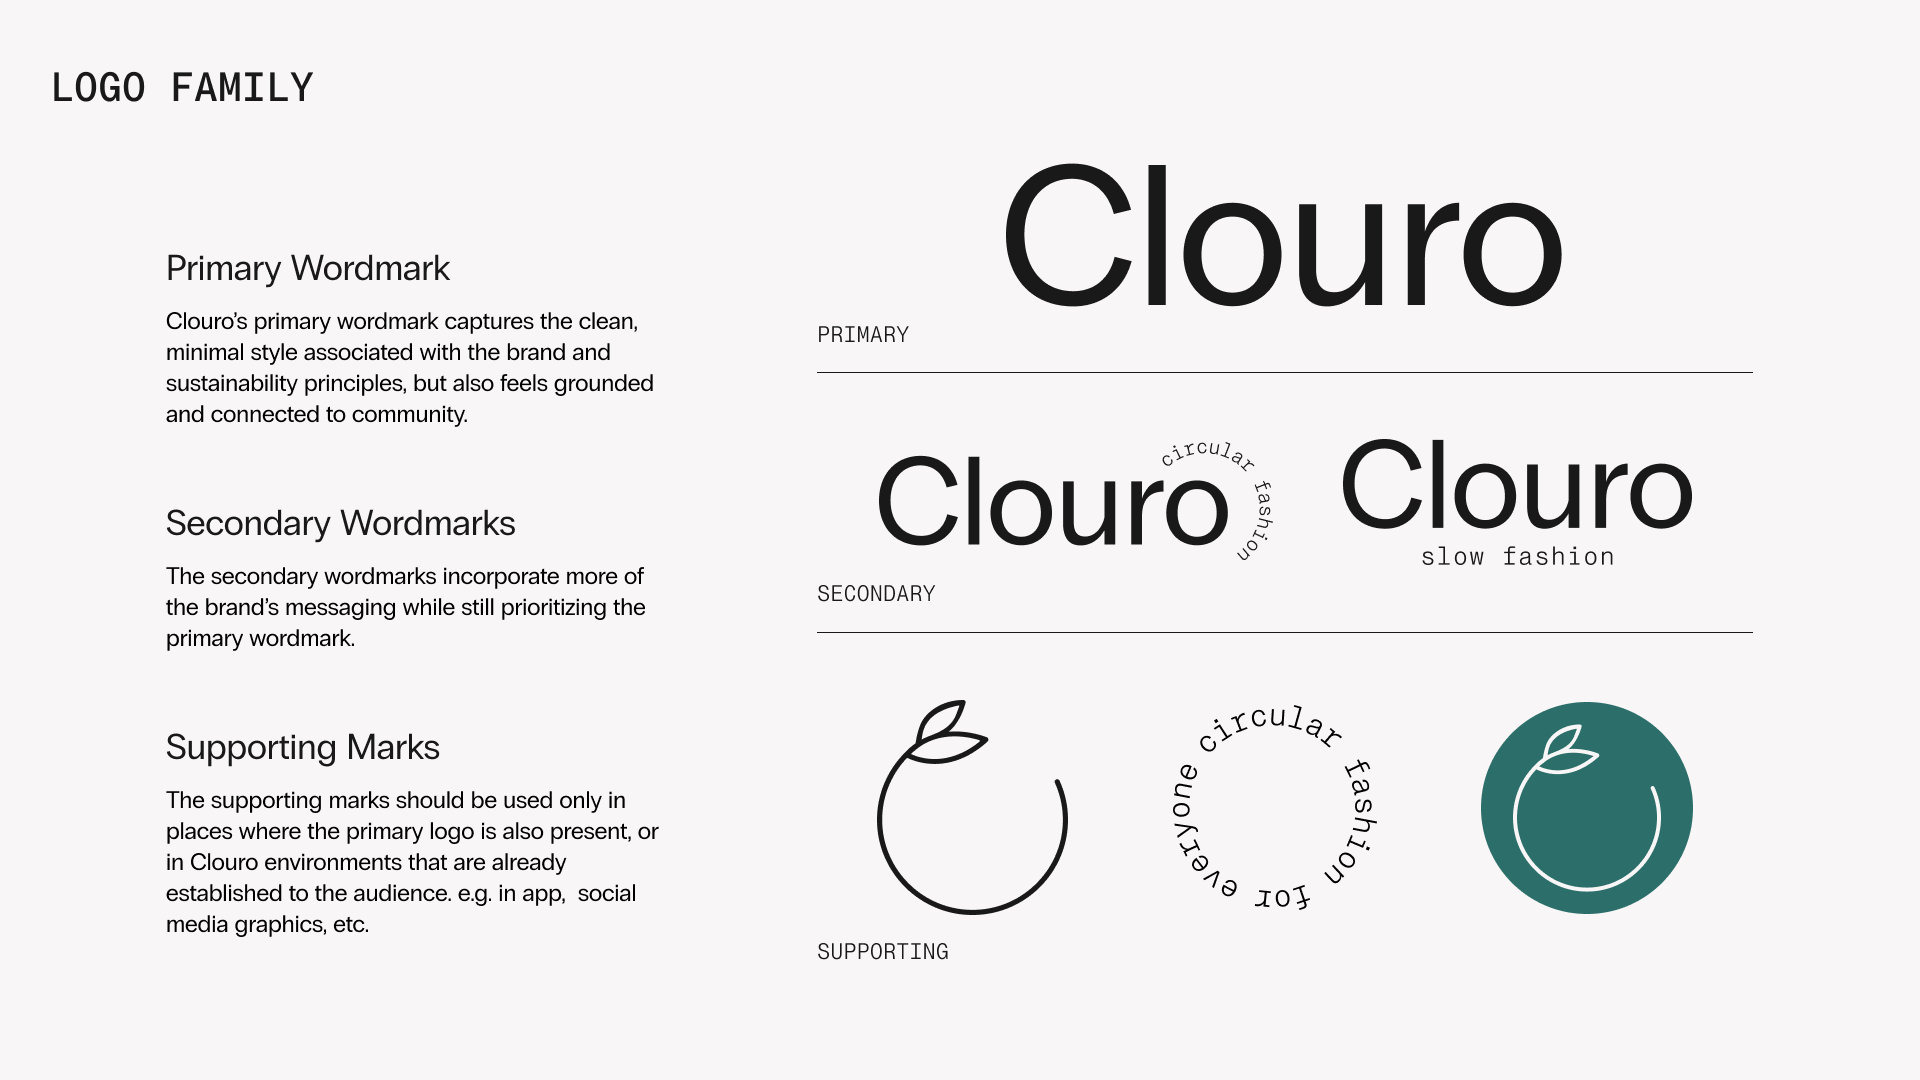 LOGO FAMILY
Primary Wordmark
Clouro’s primary wordmark captures the clean,
minimal style associated with the brand and
sustainability principles, but also feels grounded
and connected to community.
Secondary Wordmarks
The secondary wordmarks incorporate more of
the brand’s messaging while still prioritizing the
primary wordmark.
Supporting Marks
The supporting marks should be used only in
places where the primary logo is also present, or
in Clouro environments that are already
established to the audience. e.g. in app,  social
media graphics, etc.
Clouro
PRIMARY
Clouro
circular fashion
Clouro
slow fashion
SECONDARY
circular fashion for everyone
SUPPORTING